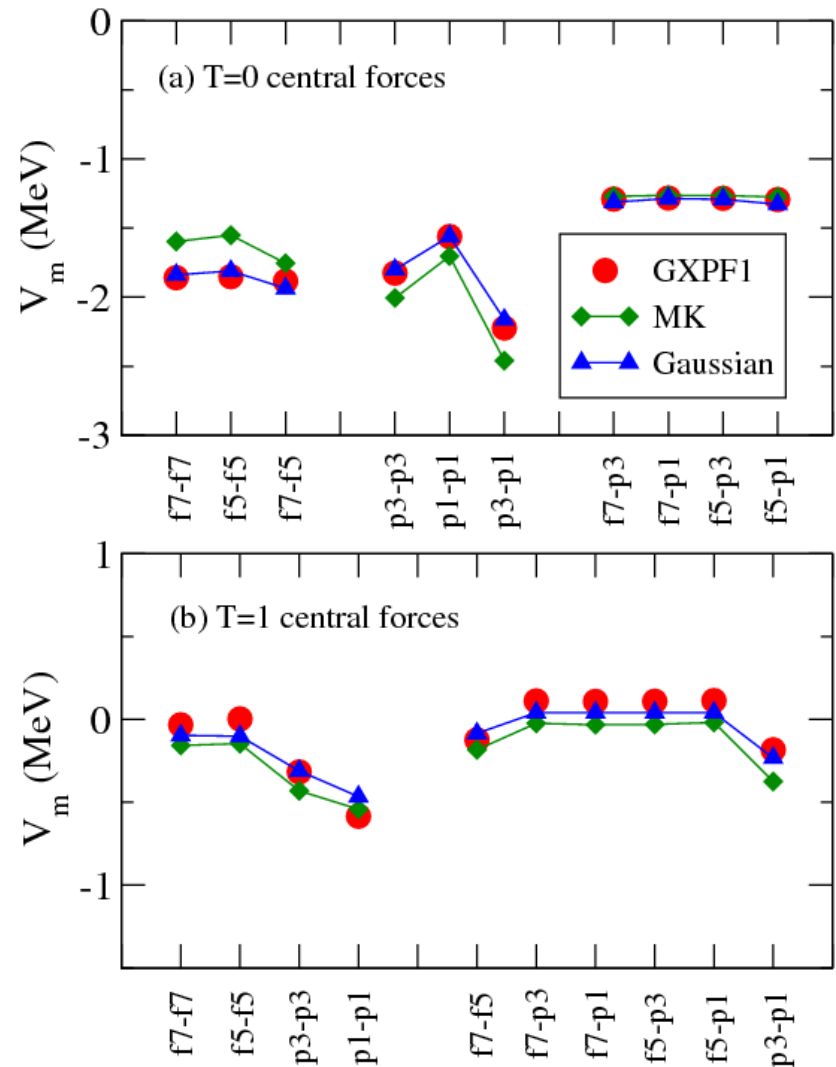 0
(a) T=0 central forces
-1
V_m (MeV)
-2
-3
GXPF1
MK
Gaussian
f7-f7
f5-f5
f7-f5
p3-p3
p1-p1
p3-p1
f7-p3
f7-p1
f5-p3
f5-p1
1
(b) T=1 central forces
0
V_m (MeV)
-1
f7-f7
f5-f5
p3-p3
p1-p1
f7-f5
f7-p3
f7-p1
f5-p3
f5-p1
p3-p1